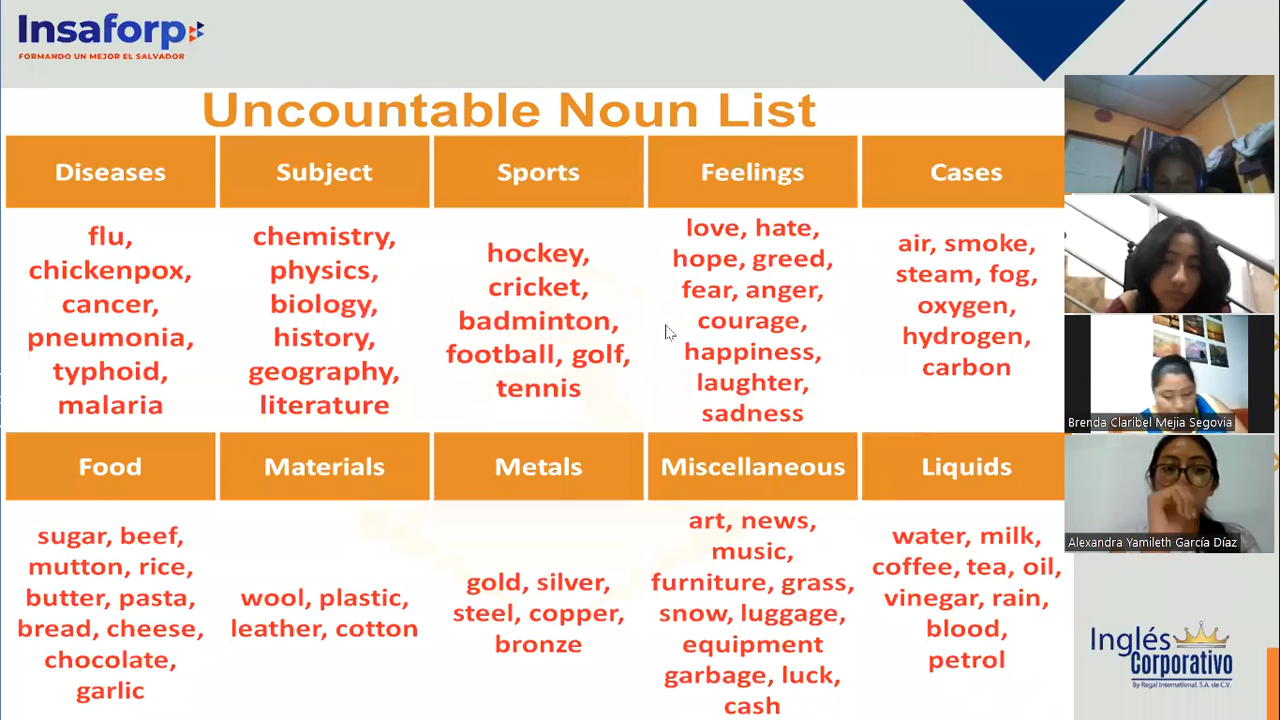 Insaforp
FORMANDO UN MEJOR EL SALVADOR
Uncountable Noun List
Diseases
Subject
Sports
Feelings
Cases
flu,
chickenpox,
cancer,
pneumonia,
typhoid,
malaria
chemistry,
physics,
biology,
history,
geography,
literature
hockey,
cricket,
badminton,
football, golf,
tennis
love, hate,
hope, greed,
fear, anger,
courage,
happiness,
laughter,
sadness
air, smoke,
steam, fog,
oxygen,
hydrogen,
carbon
Food
Materials
Metals
Miscellaneous
Liquids
sugar, beef,
mutton, rice,
butter, pasta,
bread, cheese,
chocolate,
garlic
wool, plastic,
leather, cotton
gold, silver,
steel, copper,
bronze
art, news,
music,
furniture, grass,
snow, luggage,
equipment
garbage, luck,
cash
water, milk,
coffee, tea, oil,
vinegar, rain,
blood,
petrol
Brenda Claribel Mejia Segovia
Alexandra Yamileth García Díaz
Inglés
Corporativo
By Regal International, S.A. de C.V.